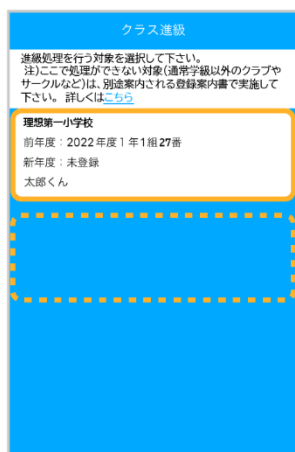 クラス進級
進級処理を行う対象を選択して下さい。
注)ここで処理ができない対象(通常学級以外のクラブや
サークルなど)は、別途案内される登録案内書で実施して
下さい。 詳しくはこちら
理想第一小学校
前年度：2022年度1年1組27番
新年度：未登録
太郎くん